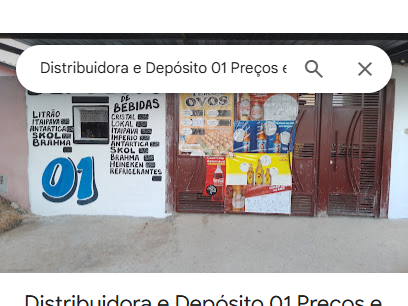 Distribuidora e Depósito 01 Preços e
DE
BEBIDAS
OVOS
LITRÃO
ITAIPAVA
ANTARTICA
SKOL
BRAHMA
CRISTAL
LOKAL
ITAIPAVA
IMPÉRIO
ANTARCTICA
SKOL
BRAHMA
HEINEKEN
REFRIGERANTES
01
Distribuidora e Depósito 01 Preços e